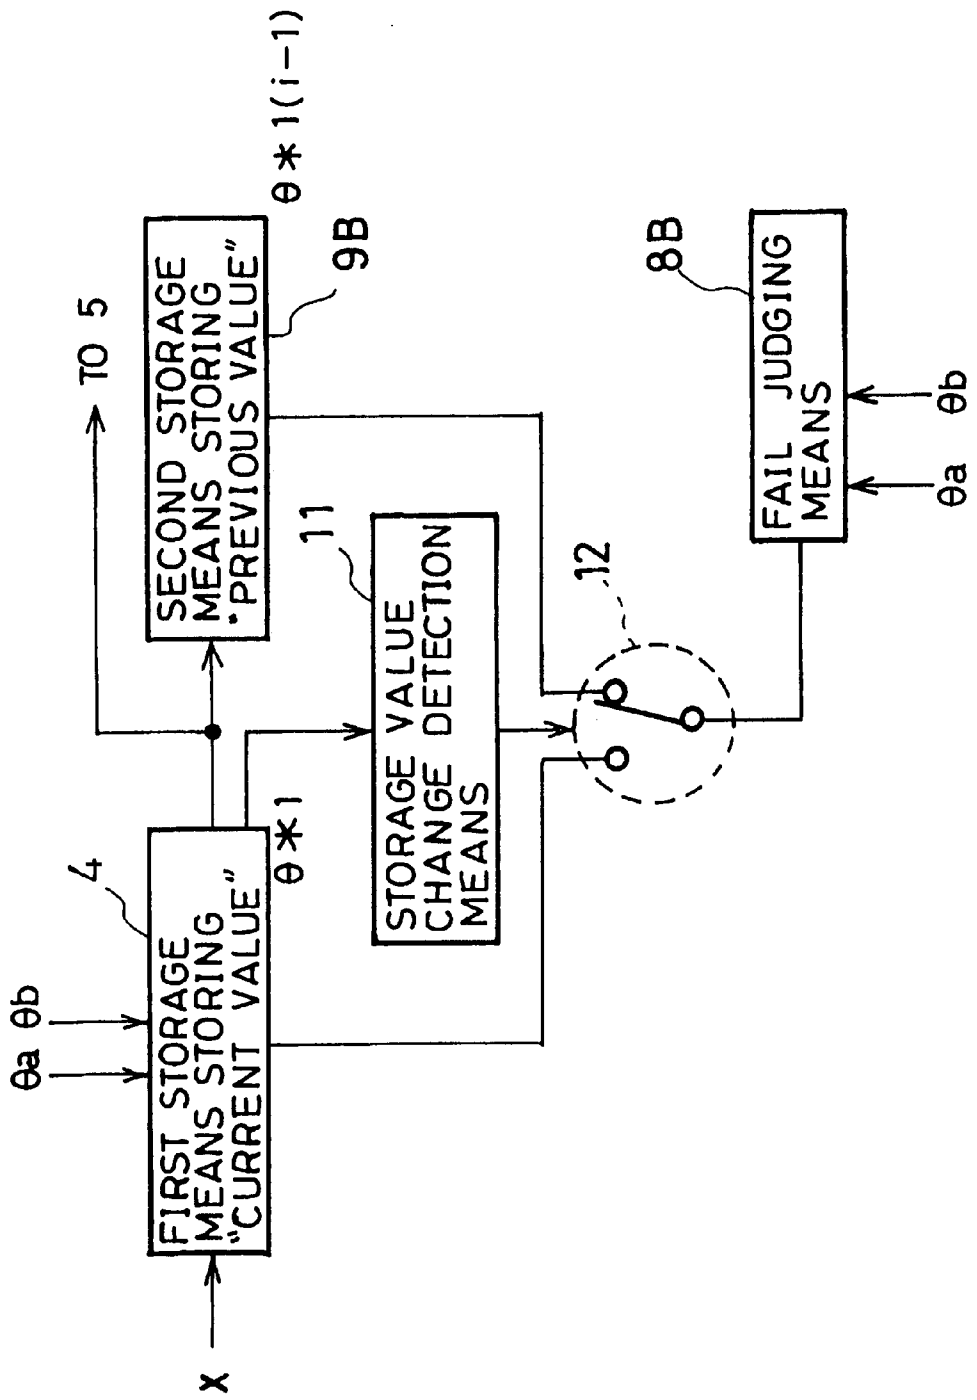 X
θa θb
4
FIRST STORAGE
MEANS STORING
"CURRENT VALUE"
θ*1
TO 5
SECOND STORAGE
MEANS STORING
"PREVIOUS VALUE"
θ*1(i-1)
9B
11
STORAGE VALUE
CHANGE DETECTION
MEANS
12
8B
FAIL JUDGING
MEANS
θa θb